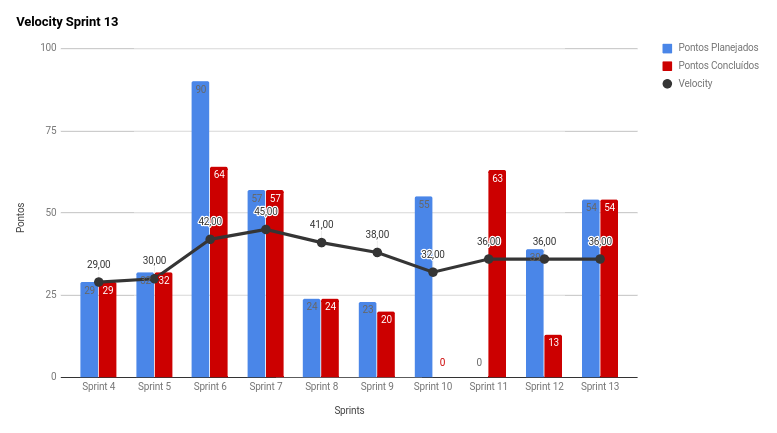 Velocity Sprint 13
Pontos Planejados
Pontos Concluídos
Velocity
100
75
50
25
0
Pontos
29,00
30,00
42,00
45,00
41,00
38,00
32,00
36,00
36,00
36,00
29
29
32
90
64
57
57
24
24
23
20
55
0
0
63
39
13
54
54
Sprint 4
Sprint 5
Sprint 6
Sprint 7
Sprint 8
Sprint 9
Sprint 10
Sprint 11
Sprint 12
Sprint 13
Sprints